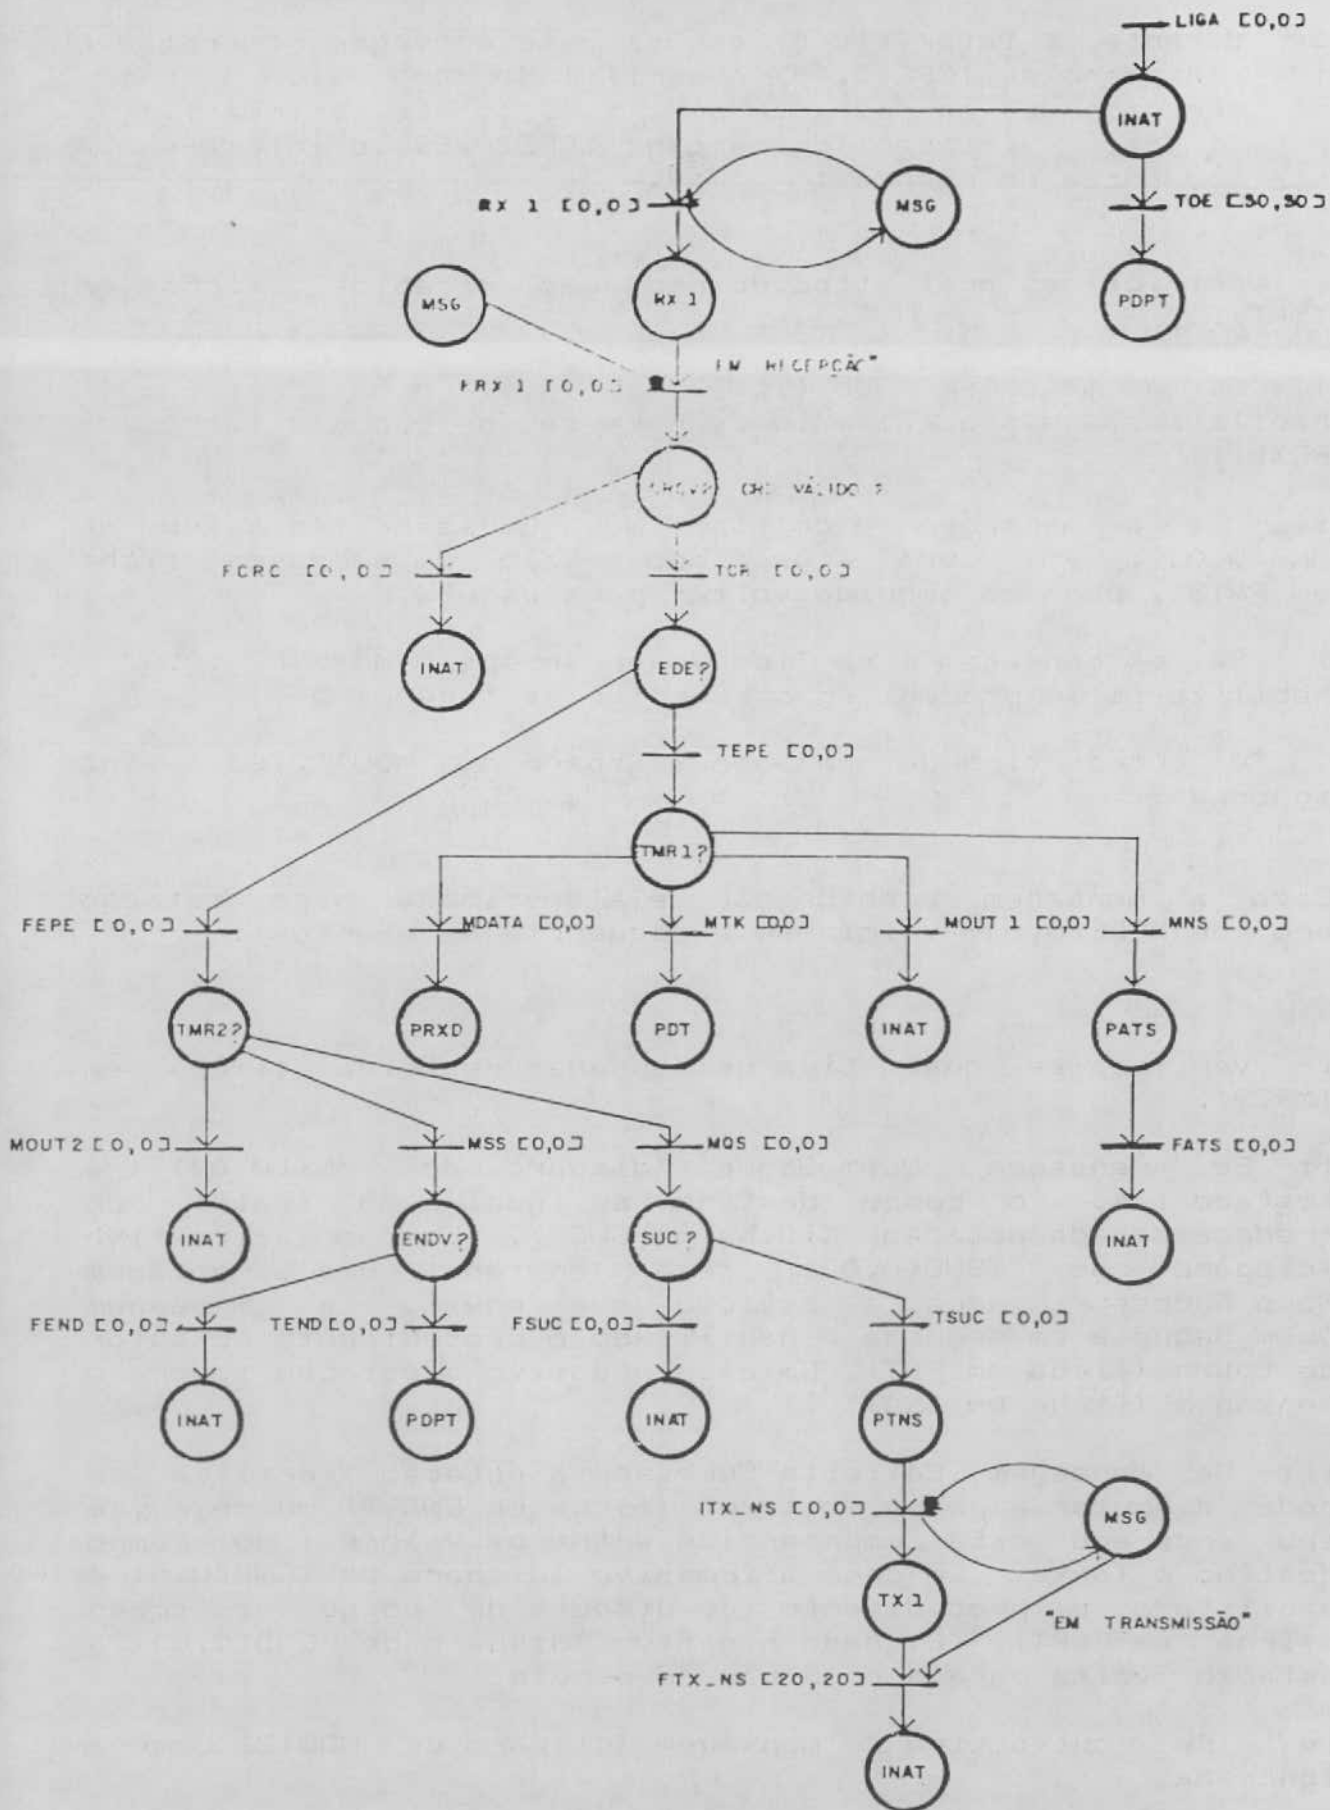 LIGA [0,0]
INAT
RX 1 [0,0]
MSG
TOE [30,30]
MSG
RX 1
PDPT
EM RECEPÇÃO"
FRX 1 [0,0]
CRCV? CRC VÁLIDO ?
FCRC [0,0]
TCR [0,0]
INAT
EDE?
TEPE [0,0]
TMR1?
FEPE [0,0]
MDATA [0,0]
MTK [0,0]
MOUT 1 [0,0]
MNS [0,0]
TMR2?
PRXD
PDT
INAT
PATS
MOUT2 [0,0]
MSS [0,0]
MQS [0,0]
FATS [0,0]
INAT
ENDV?
SUC?
INAT
FEND [0,0]
TEND [0,0]
FSUC [0,0]
TSUC [0,0]
INAT
PDPT
INAT
PTNS
ITX_NS [0,0]
MSG
TX 1
"EM TRANSMISSÃO"
FTX_NS [20,20]
INAT